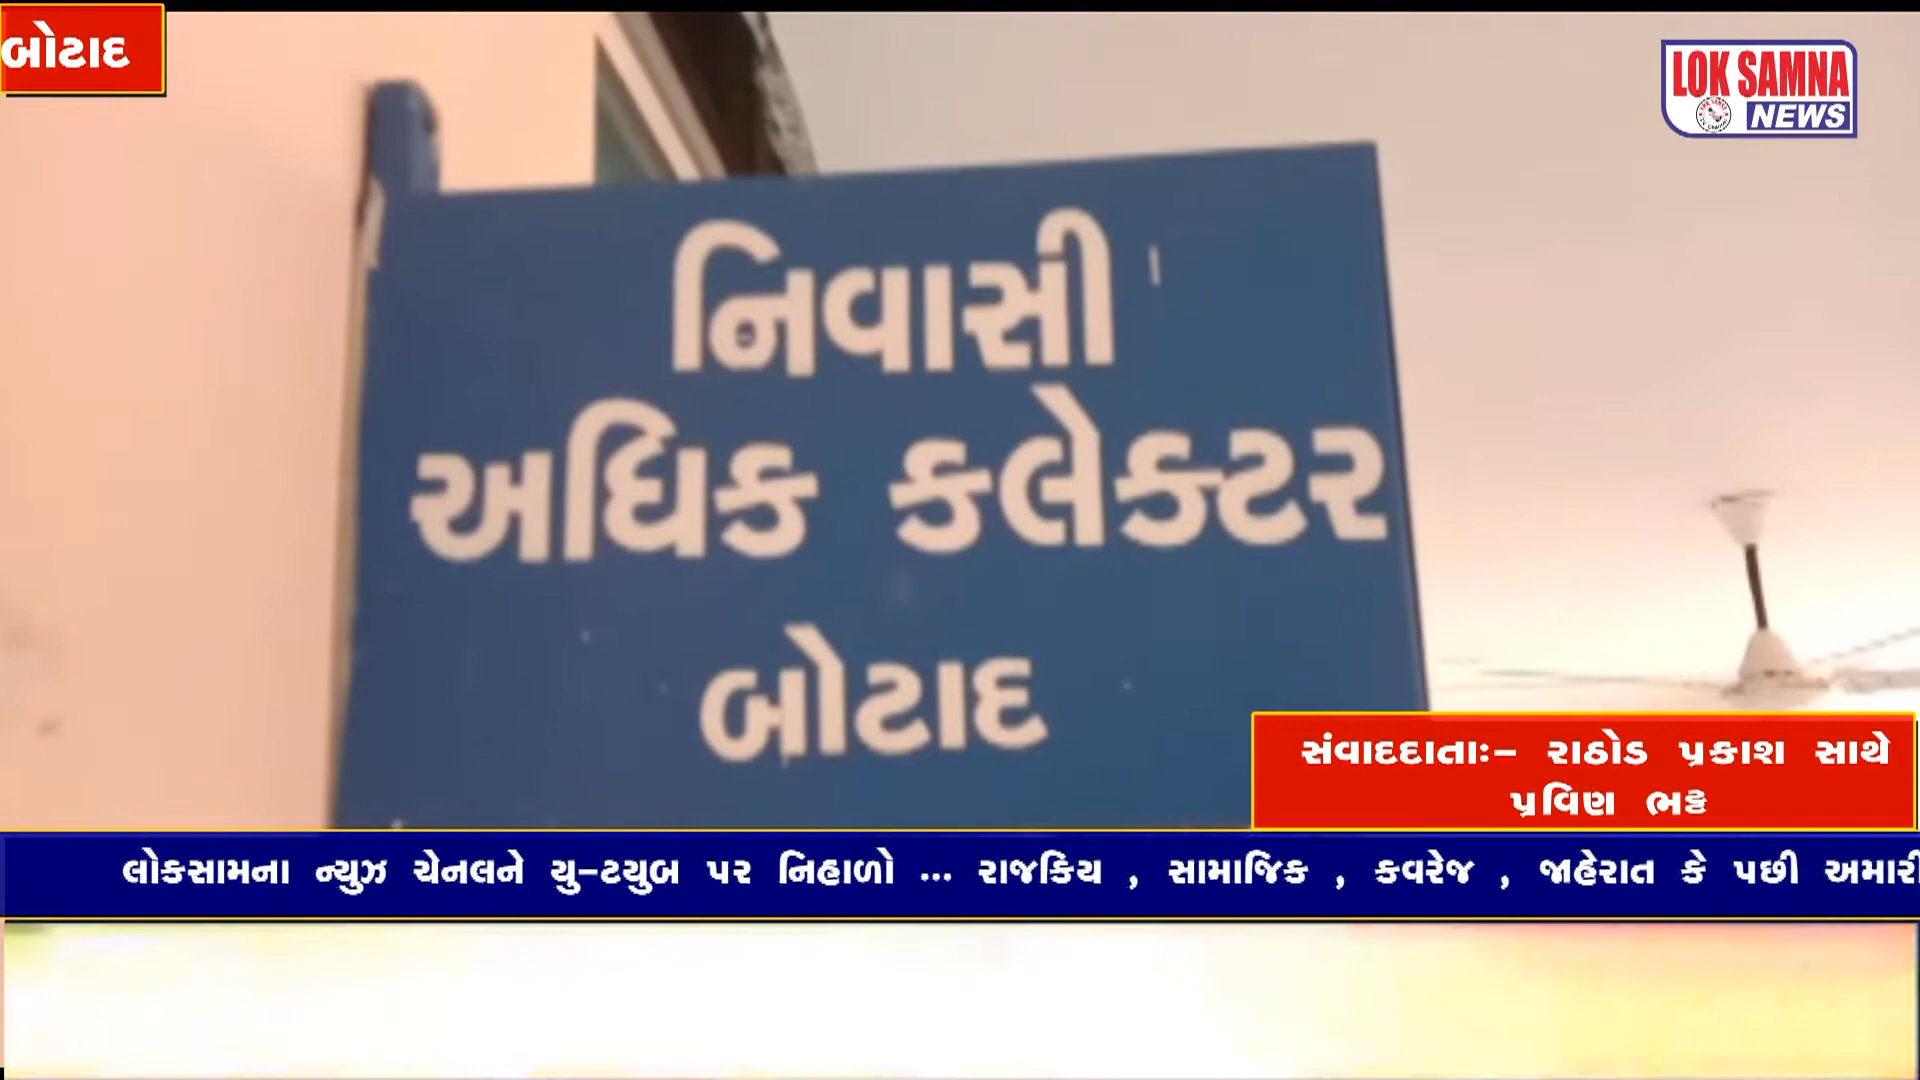 બોટાદ
LOK SAMNA
NEWS
નિવાસી
અધિક કલેક્ટર
બોટાદ
સંવાદદાતાઃ- રાઠોડ પ્રકાશ સાથે
પ્રવિણ ભટ્ટ
લોકસામના ન્યુઝ ચેનલને યુ-ટયુબ પર નિહાળો ... રાજકિય , સામાજિક , કવરેજ , જાહેરાત કે પછી અમારી